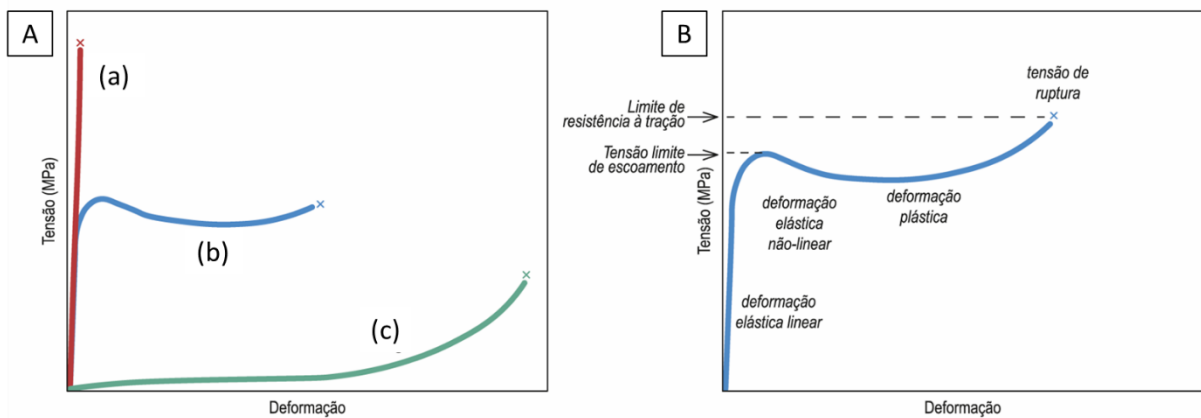 A
(a)
(b)
(c)
Tensão (MPa)
Deformação
B
tensão de
ruptura
Limite de
resistência à tração
Tensão limite
de escoamento
deformação
elástica
não-linear
deformação
plástica
deformação
elástica linear
Tensão (MPa)
Deformação